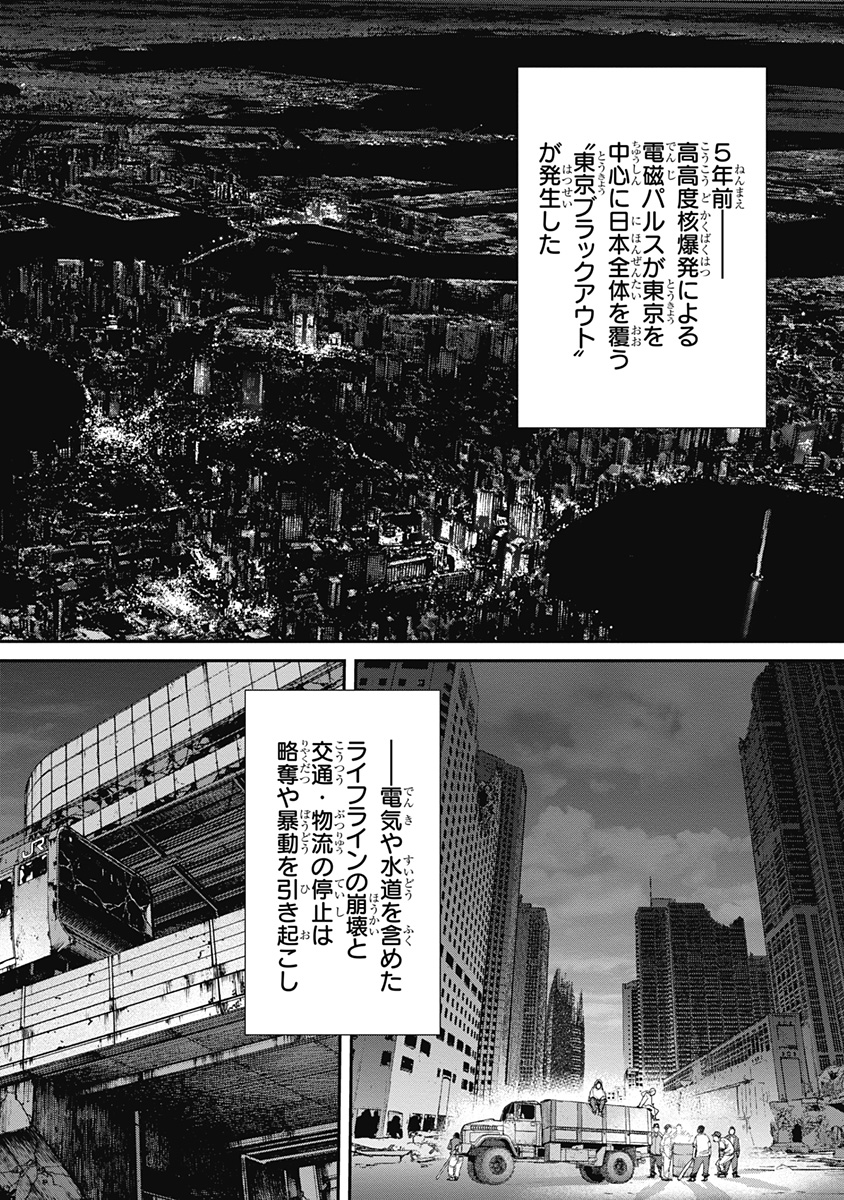 5年前――
高高度核爆発による
電磁パルスが東京を
中心に日本全体を覆う
〝東京ブラックアウト〟
が発生した
――電気や水道を含めた
ライフラインの崩壊と
交通・物流の停止は
略奪や暴動を引き起こし
JR